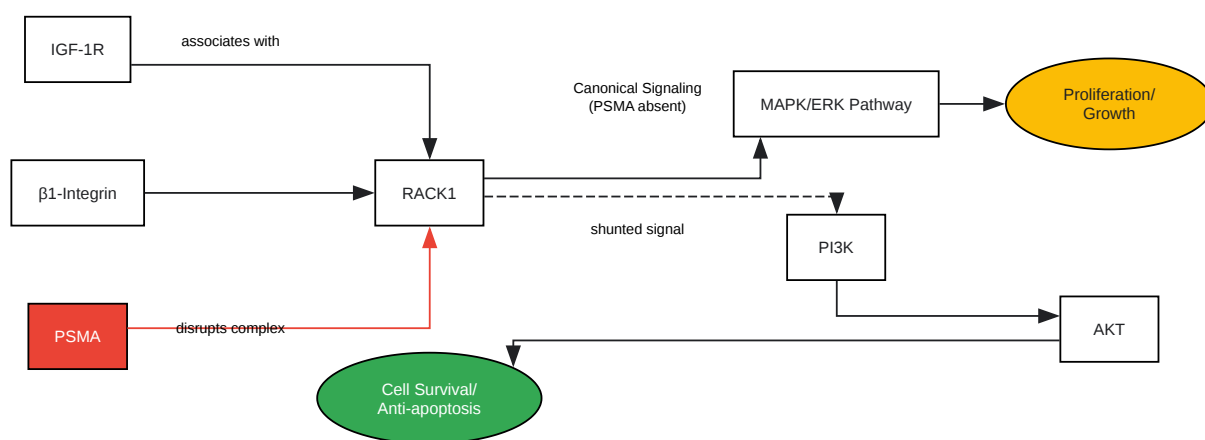 IGF-1R
associates with
Canonical Signaling
(PSMA absent)
MAPK/ERK Pathway
Proliferation/
Growth
β1-Integrin
RACK1
shunted signal
PI3K
PSMA
disrupts complex
AKT
Cell Survival/
Anti-apoptosis